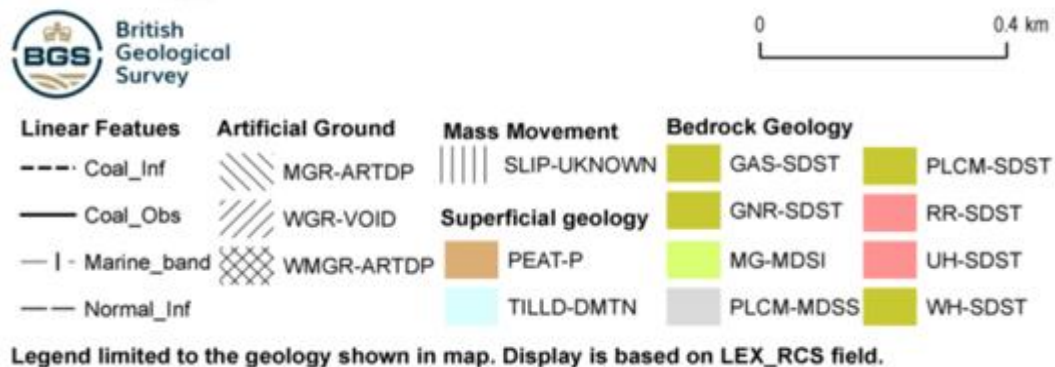 BGS
British
Geological
Survey
0 0.4 km
Linear Featues
Coal_Inf
Coal_Obs
Marine_band
Normal_Inf
Artificial Ground
MGR-ARTDP
WGR-VOID
WMGR-ARTDP
Mass Movement
SLIP-UKNOWN
Superficial geology
PEAT-P
TILLD-DMTN
Bedrock Geology
GAS-SDST
GNR-SDST
MG-MDSI
PLCM-MDSS
PLCM-SDST
RR-SDST
UH-SDST
WH-SDST
Legend limited to the geology shown in map. Display is based on LEX_RCS field.